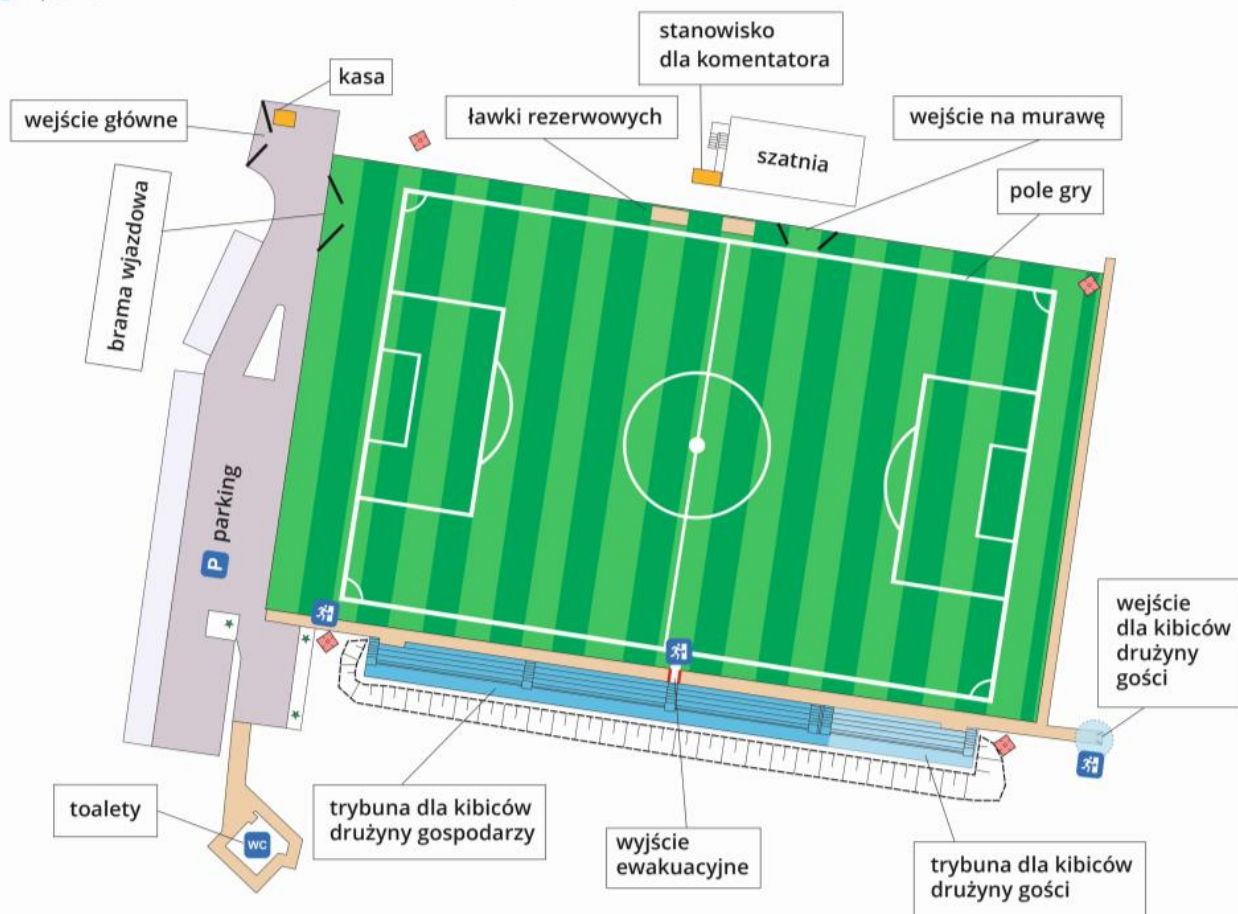 stanowisko
dla komentatora
kasa
wejście główne
ławki rezerwowych
wejście na murawę
szatnia
pole gry
brama wjazdowa
P parking
wejście
dla kibiców
drużyny
gości
toalety
WC
trybuna dla kibiców
drużyny gospodarzy
wyjście
ewakuacyjne
trybuna dla kibiców
drużyny gości